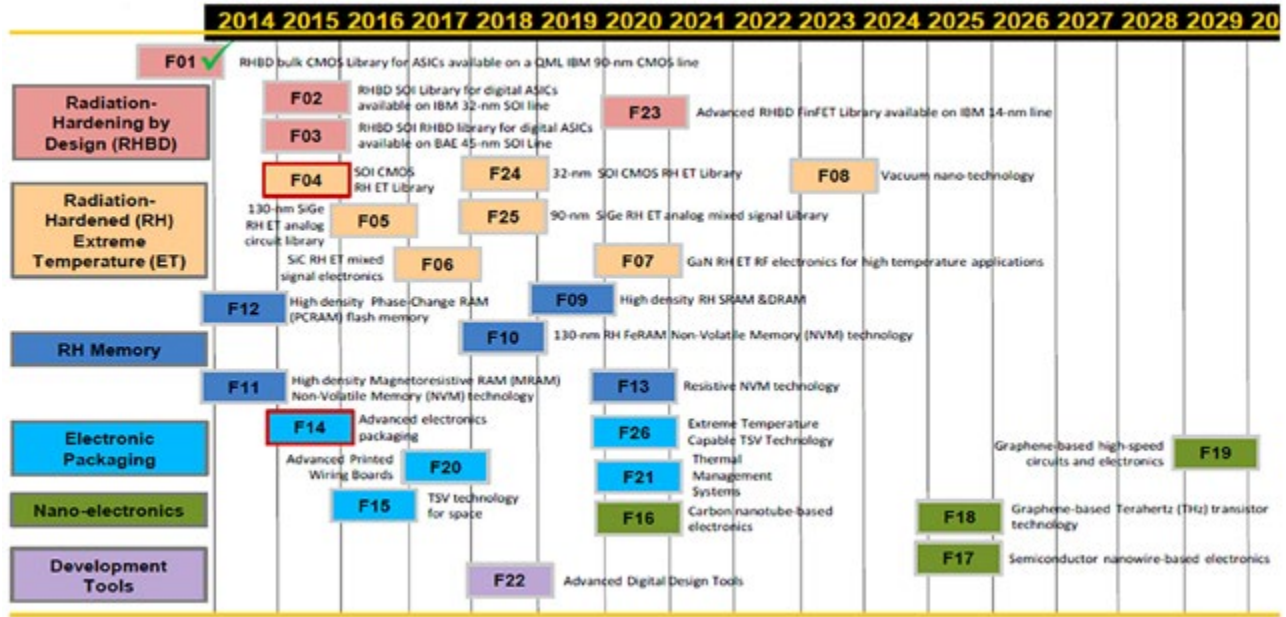 2014 2015 2016 2017 2018 2019 2020 2021 2022 2023 2024 2025 2026 2027 2028 2029 20
F01
RHBD bulk CMOS Library for ASICs available on a QML IBM 90-nm CMOS line
Radiation-
Hardening by
Design (RHBD)
F02
RHBD SOI Library for digital ASICs
available on IBM 32-nm SOI line
F03
RHBD SOI RHBD library for digital ASICs
available on BAE 45-nm SOI Line
F23
Advanced RHBD FinFET Library available on IBM 14-nm line
Radiation-
Hardened (RH)
Extreme
Temperature (ET)
F04
SOI CMOS
RH ET Library
F24
32-nm SOI CMOS RH ET Library
F08
Vacuum nano-technology
130-nm SiGe
RH ET analog
circuit library
F05
F25
90-nm SiGe RH ET analog mixed signal Library
SiC RH ET mixed
signal electronics
F06
F07
GaN RH ET RF electronics for high temperature applications
RH Memory
F12
High density Phase-Change RAM
(PCRAM) flash memory
F09
High density RH SRAM &DRAM
F10
130-nm RH FeRAM Non-Volatile Memory (NVM) technology
F11
High density Magnetoresistive RAM (MRAM)
Non-Volatile Memory (NVM) technology
F13
Resistive NVM technology
Electronic
Packaging
F14
Advanced electronics
packaging
F26
Extreme Temperature
Capable TSV Technology
Advanced Printed
Wiring Boards
F20
F21
Thermal
Management
Systems
F15
TSV technology
for space
Graphene-based high-speed
circuits and electronics
F19
Nano-electronics
F16
Carbon nanotube-based
electronics
F18
Graphene-based Terahertz (THz) transistor
technology
F17
Semiconductor nanowire-based electronics
Development
Tools
F22
Advanced Digital Design Tools